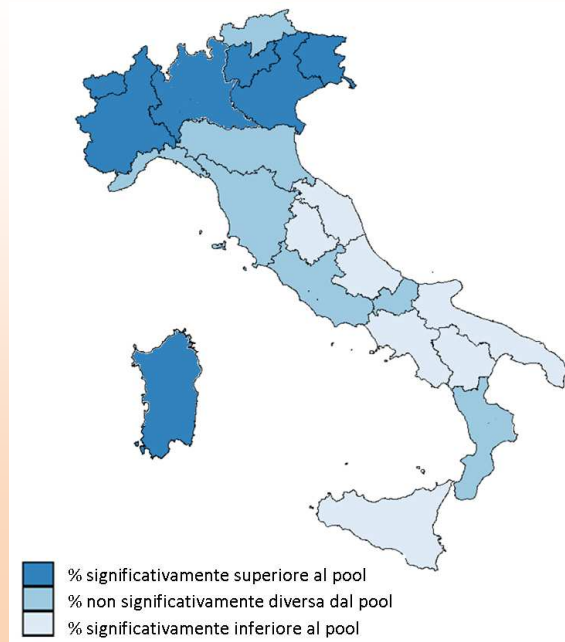 % significativamente superiore al pool
% non significativamente diversa dal pool
% significativamente inferiore al pool